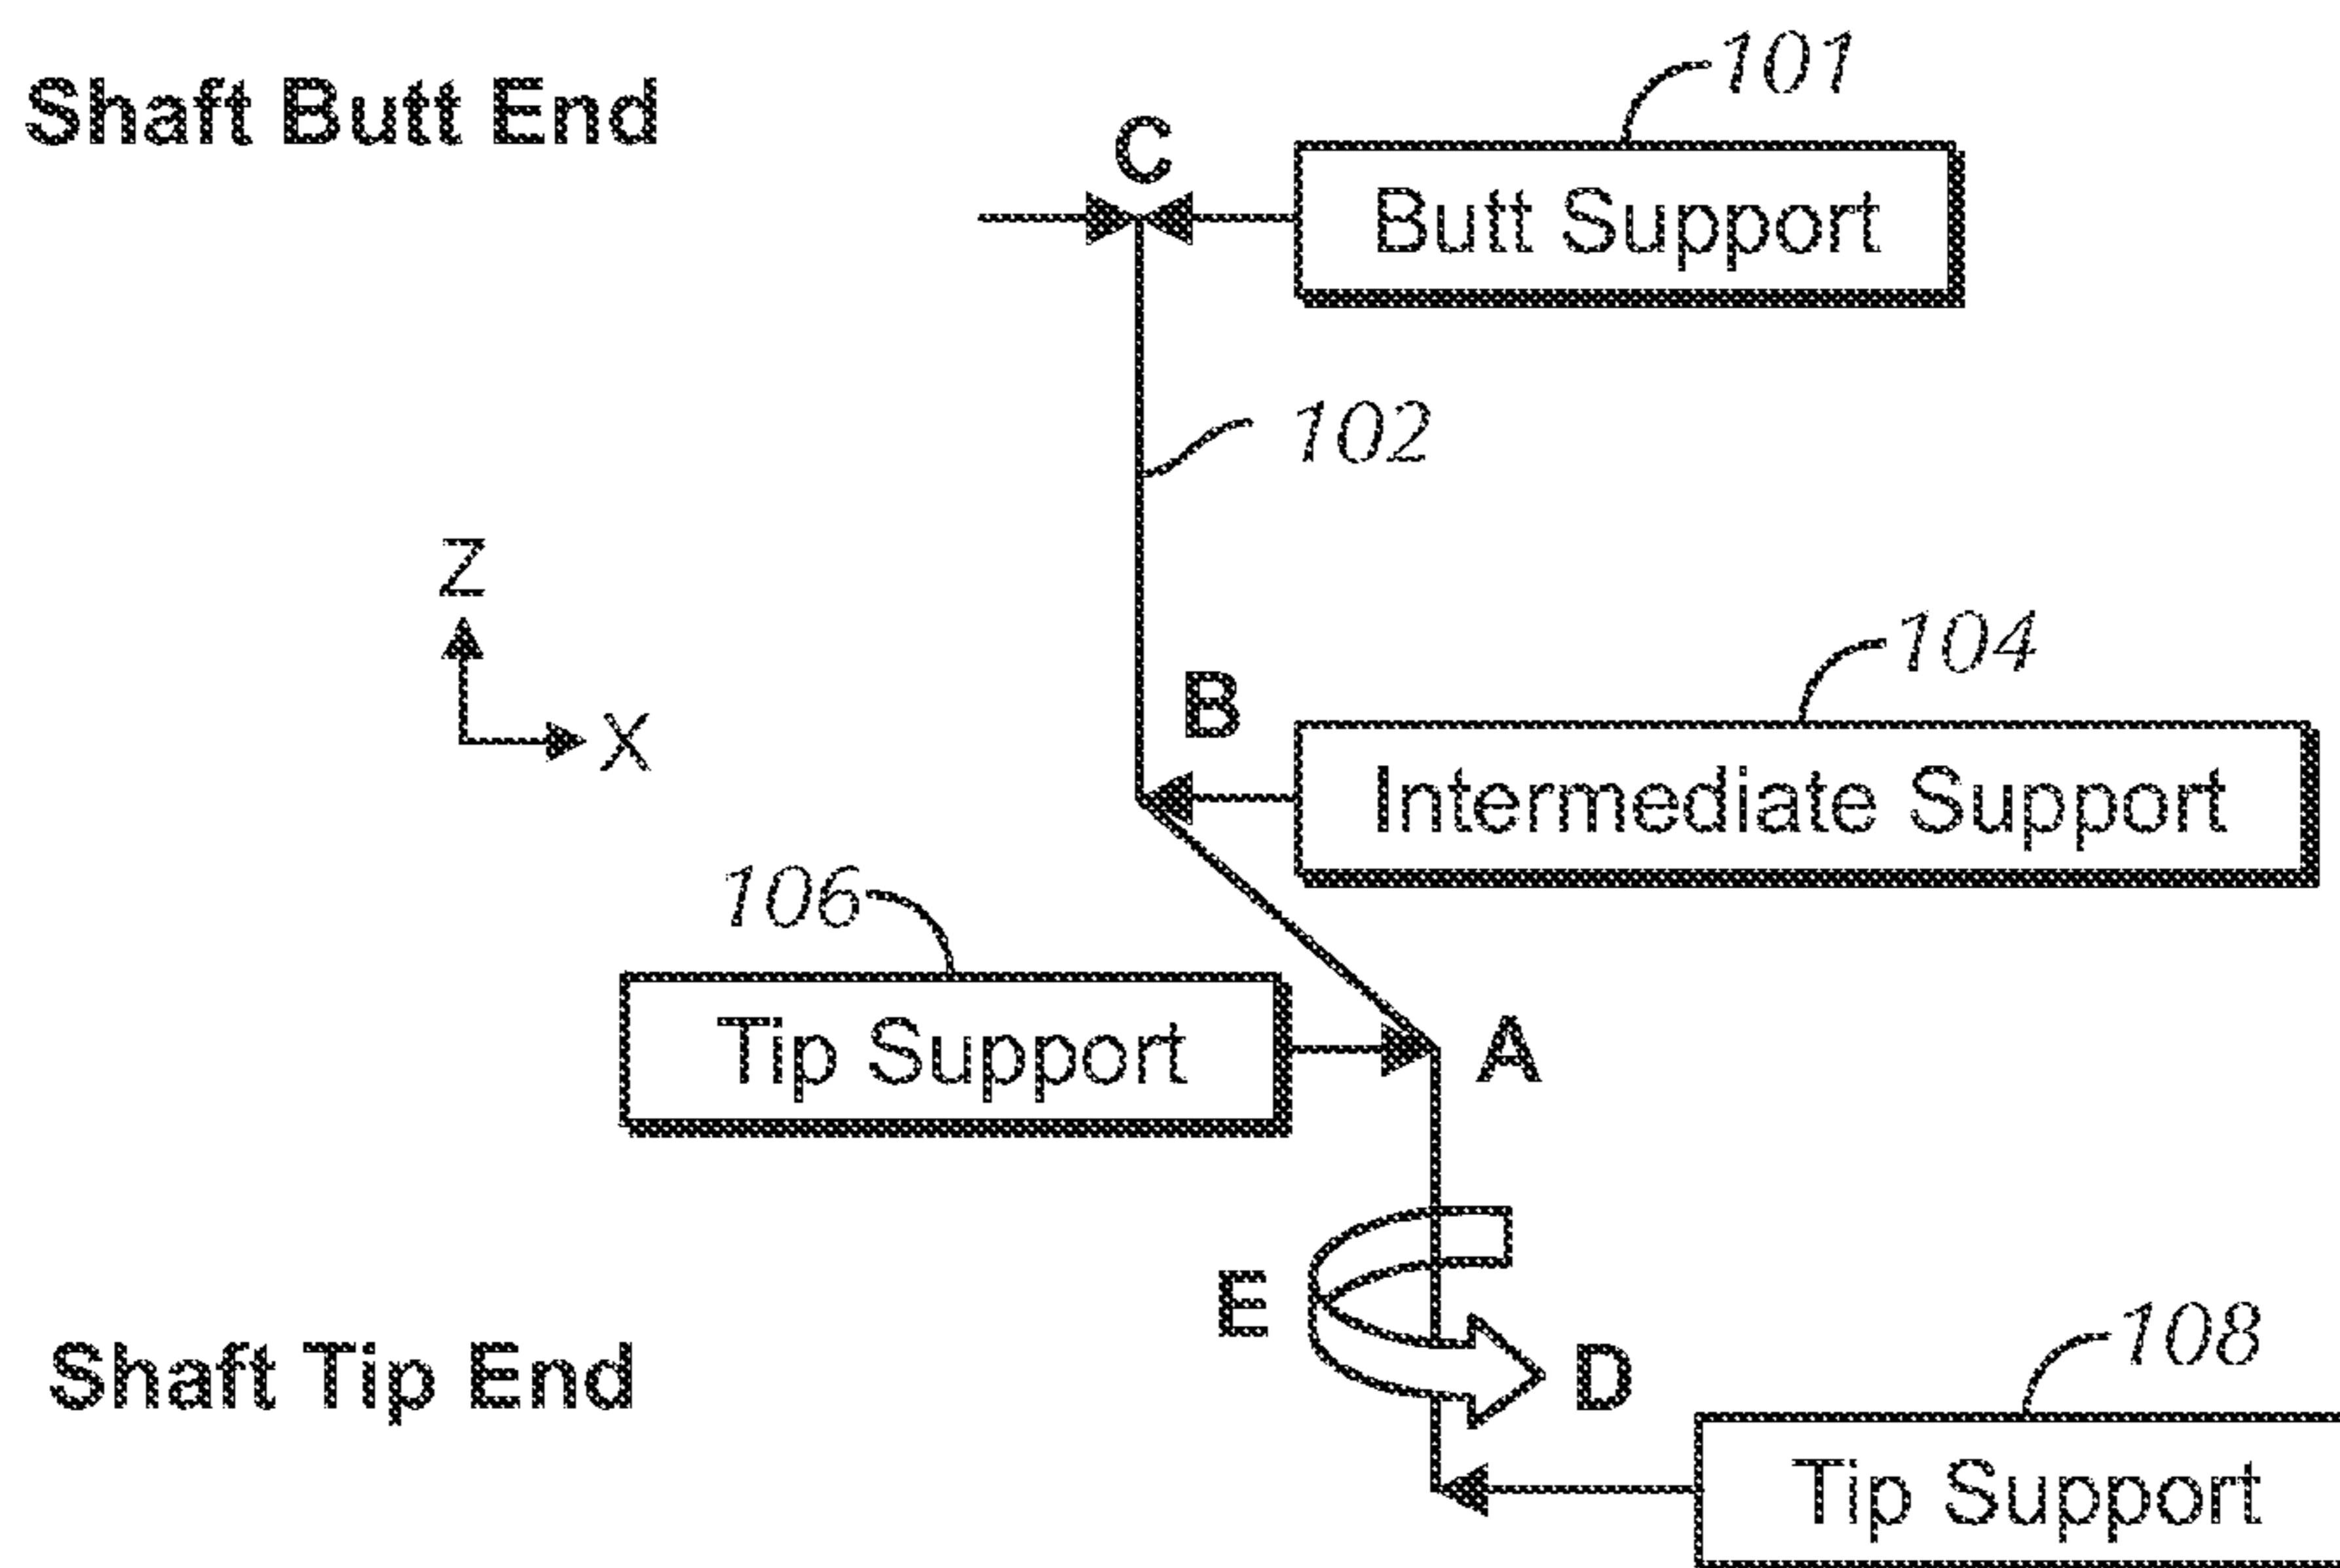 101
Shaft Butt End
C
Butt Support
102
Z
X
104
B
Intermediate Support
106
Tip Support
A
E
Shaft Tip End
D
108
Tip Support